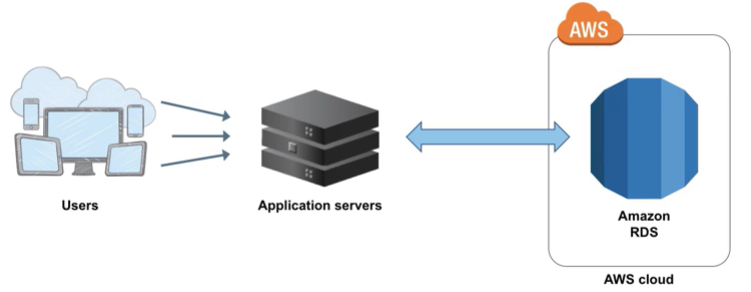 AWS
Users
Application servers
Amazon
RDS
AWS cloud